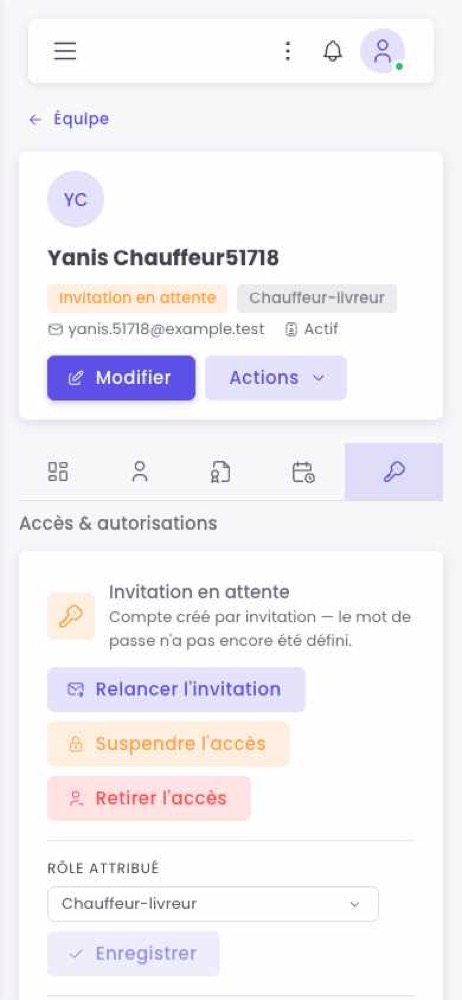 Équipe
YC
Yanis Chauffeur51718
Invitation en attente Chauffeur-livreur
yanis.51718@example.test Actif
Modifier Actions
Accès & autorisations
Invitation en attente
Compte créé par invitation — le mot de
passe n'a pas encore été défini.
Relancer l'invitation
Suspendre l'accès
Retirer l'accès
RÔLE ATTRIBUÉ
Chauffeur-livreur
Enregistrer